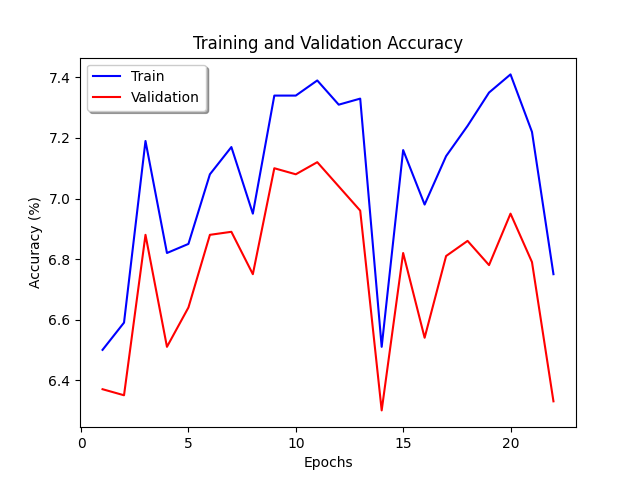 Training and Validation Accuracy
Train
Validation
Accuracy (%)
7.4
7.2
7.0
6.8
6.6
6.4
0 5 10 15 20
Epochs